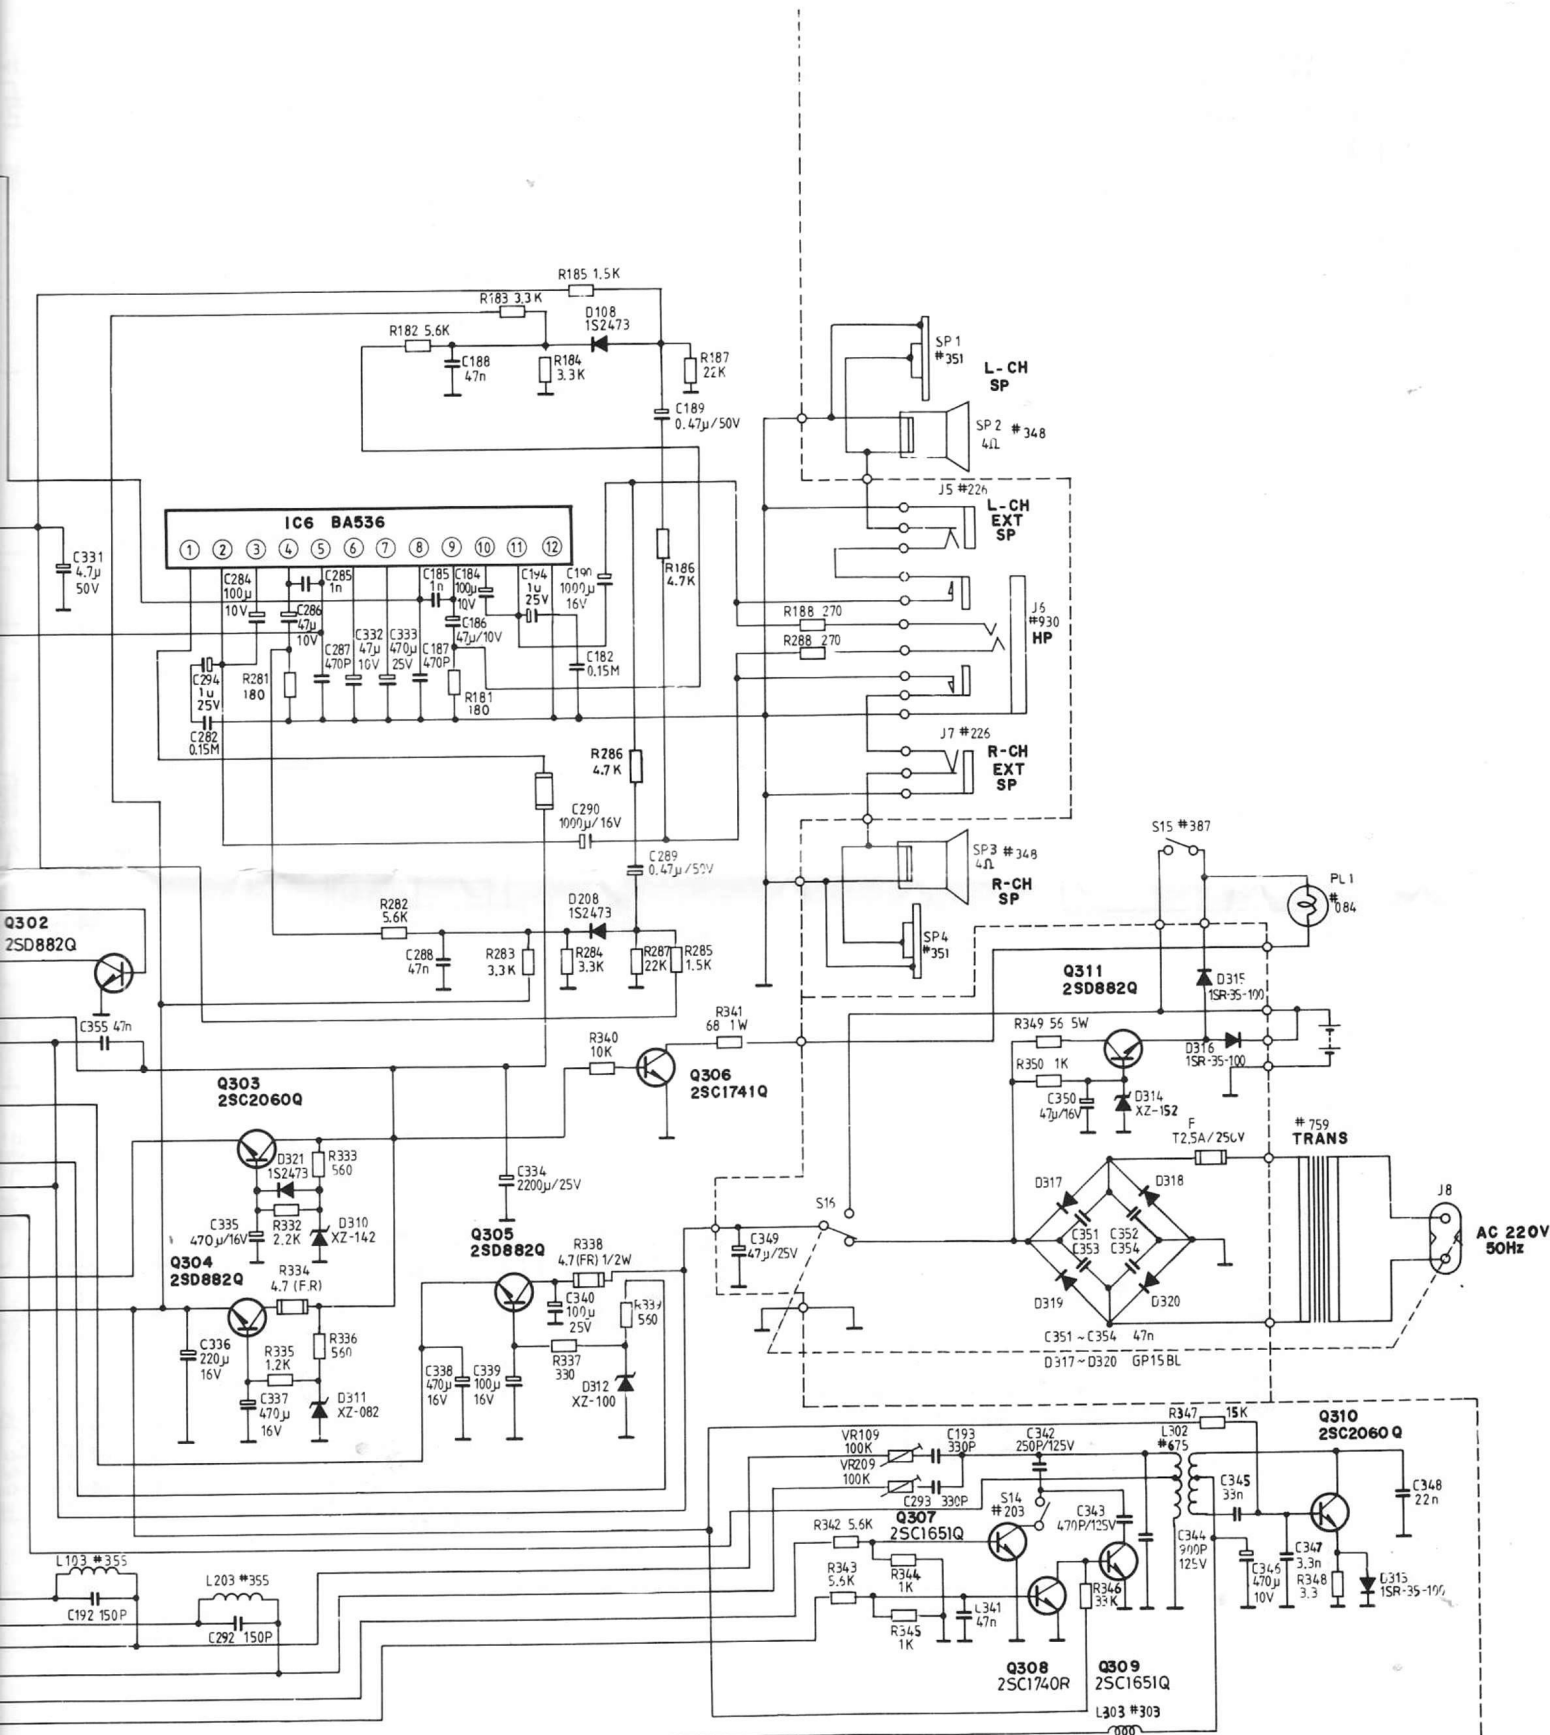 R185 1.5K
R183 3.3K
D108
1S2473
R182 5.6K
C188
47n
R184
3.3K
R187
22K
C189
0.47µ/50V
SP1
#351
L-CH
SP
SP2 #348
4Ω
J5 #226
L-CH
EXT
SP
IC6 BA536
1 2 3 4 5 6 7 8 9 10 11 12
C331
4.7µ
50V
C284
100µ
10V
C285
1n
C286
47µ
10V
C185
1n
C184
100µ
10V
C186
47µ/10V
C194
1u
25V
C190
1000µ
16V
R186
4.7K
R188 270
R288 270
J6
#930
HP
C294
1u
25V
R281
180
C287
470P
C332
47µ
10V
C333
470µ
25V
C187
470P
R181
180
C182
0.15M
C282
0.15M
R286
4.7K
J7 #226
R-CH
EXT
SP
C290
1000µ/16V
C289
0.47µ/50V
SP3 #348
4Ω
R-CH
SP
SP4
#351
S15 #387
PL1
#084
Q302
2SD882Q
R282
5.6K
D208
1S2473
C288
47n
R283
3.3K
R284
3.3K
R287
22K
R285
1.5K
C355 47n
R341
68 1W
R340
10K
Q306
2SC1741Q
Q311
2SD882Q
D315
1SR-35-100
R349 56 5W
D316
1SR-35-100
R350 1K
C350
47µ/16V
D314
XZ-152
Q303
2SC2060Q
D321
1S2473
R333
560
C335
470µ/16V
R332
2.2K
D310
XZ-142
C334
2200µ/25V
F
T2.5A/250V
#759
TRANS
D317
D318
C351
C352
C353
C354
D319
D320
C351~C354 47n
D317~D320 GP15BL
J8
AC 220V
50Hz
S16
C349
47µ/25V
Q304
2SD882Q
R334
4.7 (F.R)
Q305
2SD882Q
R338
4.7(FR) 1/2W
C340
100µ
25V
R339
560
C336
220µ
16V
R335
1.2K
R336
560
C337
470µ
16V
D311
XZ-082
C338
470µ
16V
C339
100µ
16V
R337
330
D312
XZ-100
VR109
100K
C193
330P
VR209
100K
C293 330P
C342
250P/125V
R347 15K
L302
#675
Q310
2SC2060Q
C345
33n
C348
22n
S14
#203
C343
470P/125V
Q307
2SC1651Q
R342 5.6K
R343
5.6K
R344
1K
R345
1K
C344
900P
125V
C346
470µ
10V
C347
3.3n
R348
3.3
1SR-35-100
R346
33K
47n
L103 #355
C192 150P
L203 #355
C292 150P
Q308
2SC1740R
Q309
2SC1651Q
L303 #303